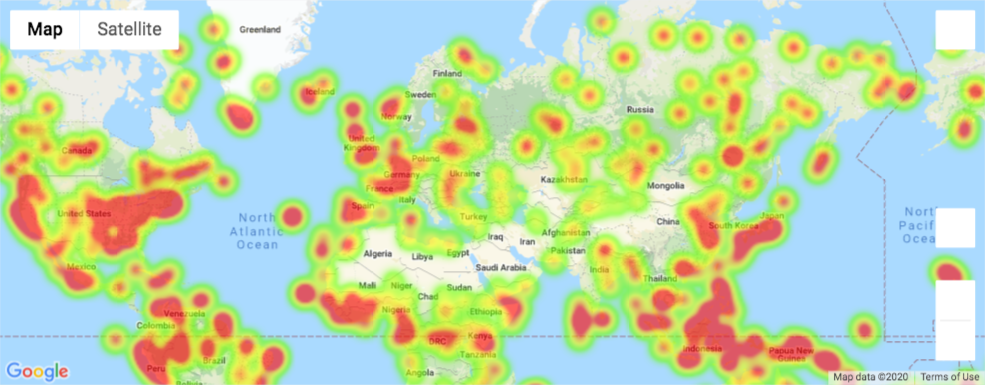 Map Satellite
Greenland
Finland
Iceland
Sweden
Norway
Russia
United
Kingdom
Canada
Poland
Germany
Ukraine
Kazakhstan
Mongolia
France
Italy
Spain
United States
North
Atlantic
Ocean
Turkey
China
South Korea
Japan
North
Pacif
Ocea
Afghanistan
Iraq
Iran
Algeria
Libya
Egypt
Pakistan
Mexico
Saudi Arabia
India
Thailand
Mali
Niger
Sudan
Chad
Venezuela
Nigeria
Ethiopia
Colombia
DRC
Kenya
Indonesia
Papua New
Guinea
Tanzania
Brazil
Peru
Angola
Bolivia
Google
Map data ©2020 Terms of Use